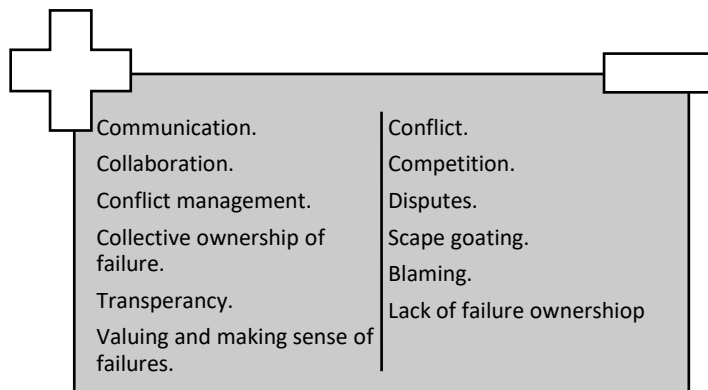 Communication.
Collaboration.
Conflict management.
Collective ownership of
failure.
Transperancy.
Valuing and making sense of
failures.
Conflict.
Competition.
Disputes.
Scape goating.
Blaming.
Lack of failure ownershiop